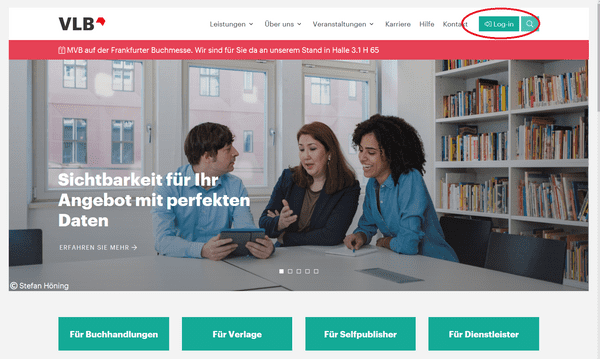 VLB
Leistungen Über uns Veranstaltungen Karriere Hilfe Kontakt Log-in
MVB auf der Frankfurter Buchmesse. Wir sind für Sie da an unserem Stand in Halle 3.1 H 65
Sichtbarkeit für Ihr
Angebot mit perfekten
Daten
ERFAHREN SIE MEHR →
© Stefan Höning
Für Buchhandlungen
Für Verlage
Für Selfpublisher
Für Dienstleister